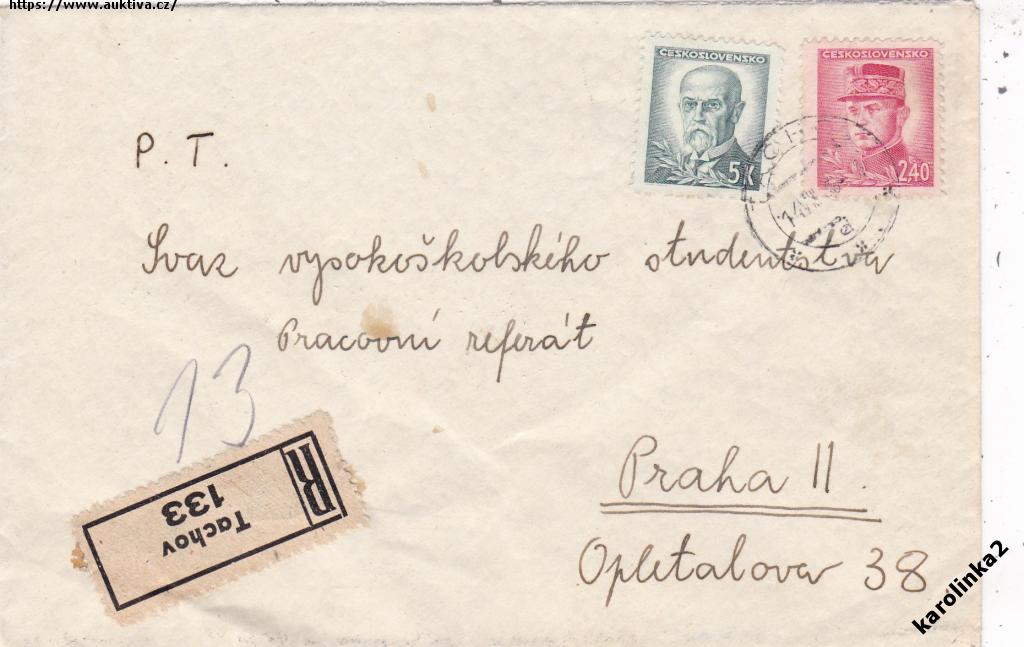 https://www.auktiva.cz/
ČESKOSLOVENSKO
5K
ČESKOSLOVENSKO
2,40
P. T.
Svaz vysokoškolského studentstva
Pracovní referát
13
R
Tachov
133
Praha II.
Opletalova 38
karolinka2